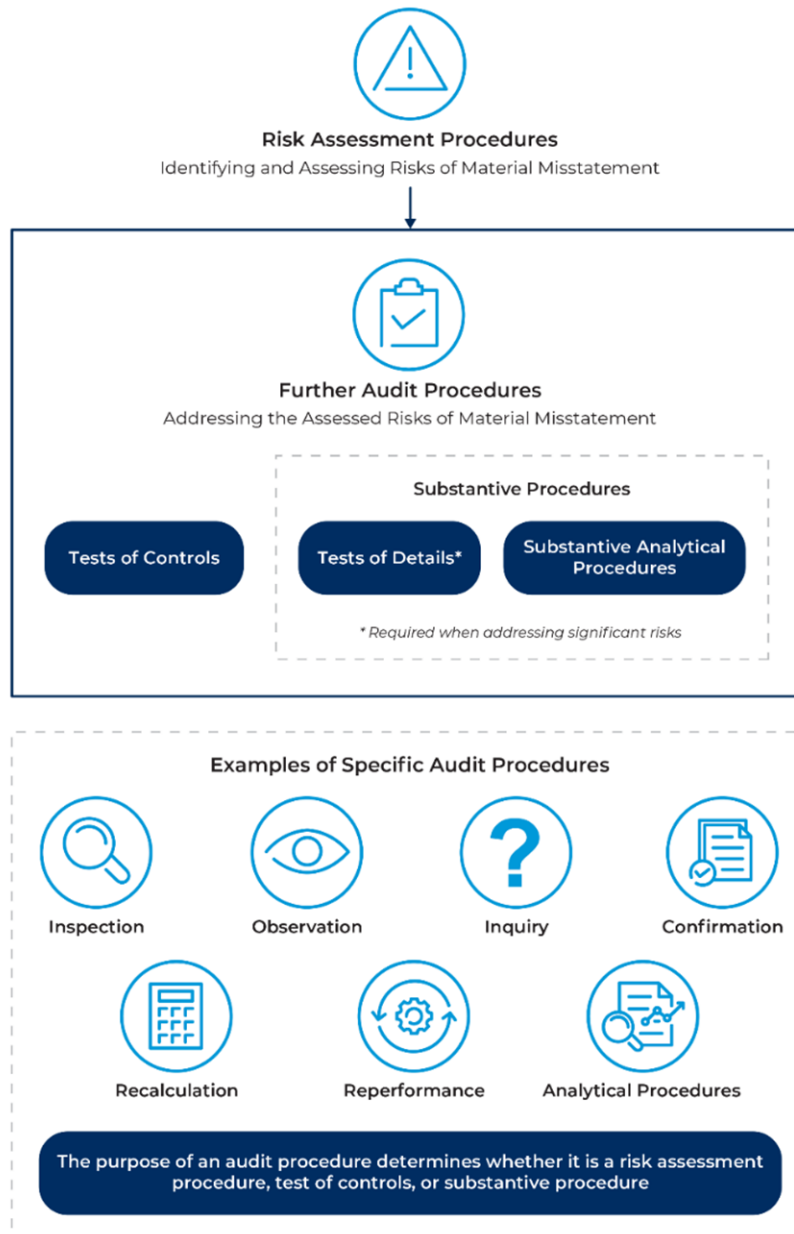 Risk Assessment Procedures
Identifying and Assessing Risks of Material Misstatement
Further Audit Procedures
Addressing the Assessed Risks of Material Misstatement
Substantive Procedures
Tests of Controls
Tests of Details*
Substantive Analytical
Procedures
* Required when addressing significant risks
Examples of Specific Audit Procedures
Inspection
Observation
Inquiry
Confirmation
Recalculation
Reperformance
Analytical Procedures
The purpose of an audit procedure determines whether it is a risk assessment
procedure, test of controls, or substantive procedure